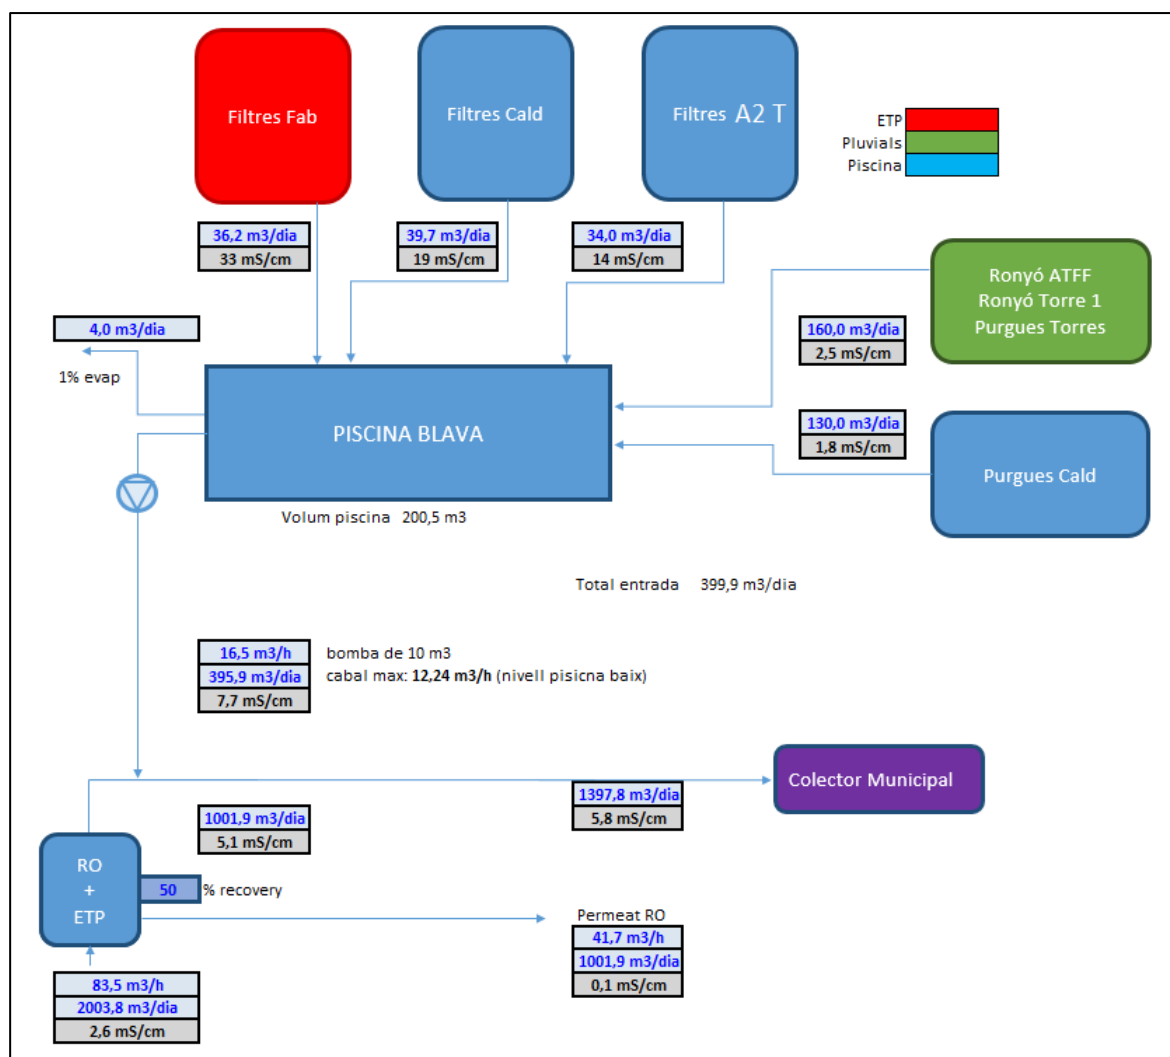 Filtres Fab
Filtres Cald
Filtres A2 T
ETP
Pluvials
Piscina
36,2 m3/dia
33 mS/cm
39,7 m3/dia
19 mS/cm
34,0 m3/dia
14 mS/cm
Ronyó ATFF
Ronyó Torre 1
Purgues Torres
160,0 m3/dia
2,5 mS/cm
4,0 m3/dia
1% evap
PISCINA BLAVA
130,0 m3/dia
1,8 mS/cm
Purgues Cald
Volum piscina 200,5 m3
Total entrada 399,9 m3/dia
16,5 m3/h
395,9 m3/dia
7,7 mS/cm
bomba de 10 m3
cabal max: 12,24 m3/h (nivell pisicna baix)
Colector Municipal
1397,8 m3/dia
5,8 mS/cm
1001,9 m3/dia
5,1 mS/cm
RO
+
ETP
50 % recovery
Permeat RO
41,7 m3/h
1001,9 m3/dia
0,1 mS/cm
83,5 m3/h
2003,8 m3/dia
2,6 mS/cm